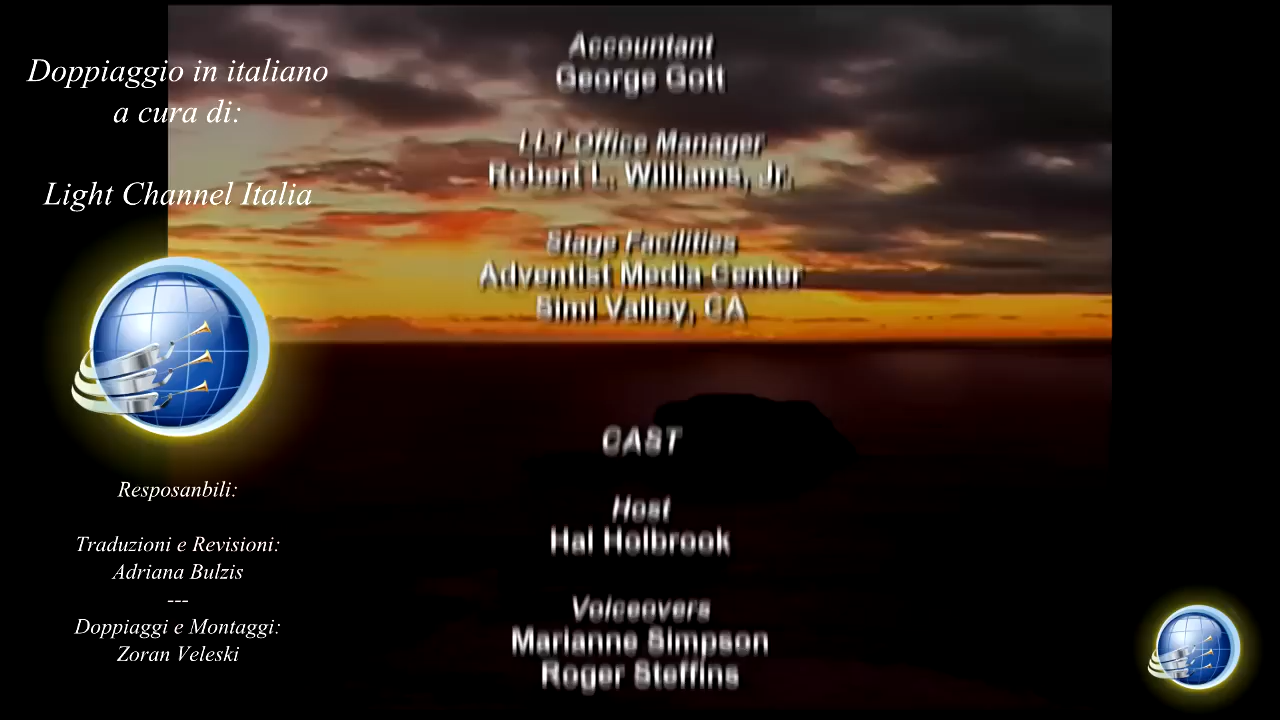 Doppiaggio in italiano
a cura di:
Light Channel Italia
Resposanbili:
Traduzioni e Revisioni:
Adriana Bulzis
---
Doppiaggi e Montaggi:
Zoran Veleski
Accountant
George Gott
LLT Office Manager
Robert L. Williams, Jr.
Stage Facilities
Adventist Media Center
Simi Valley, CA
CAST
Host
Hal Holbrook
Voiceovers
Marianne Simpson
Roger Steffins